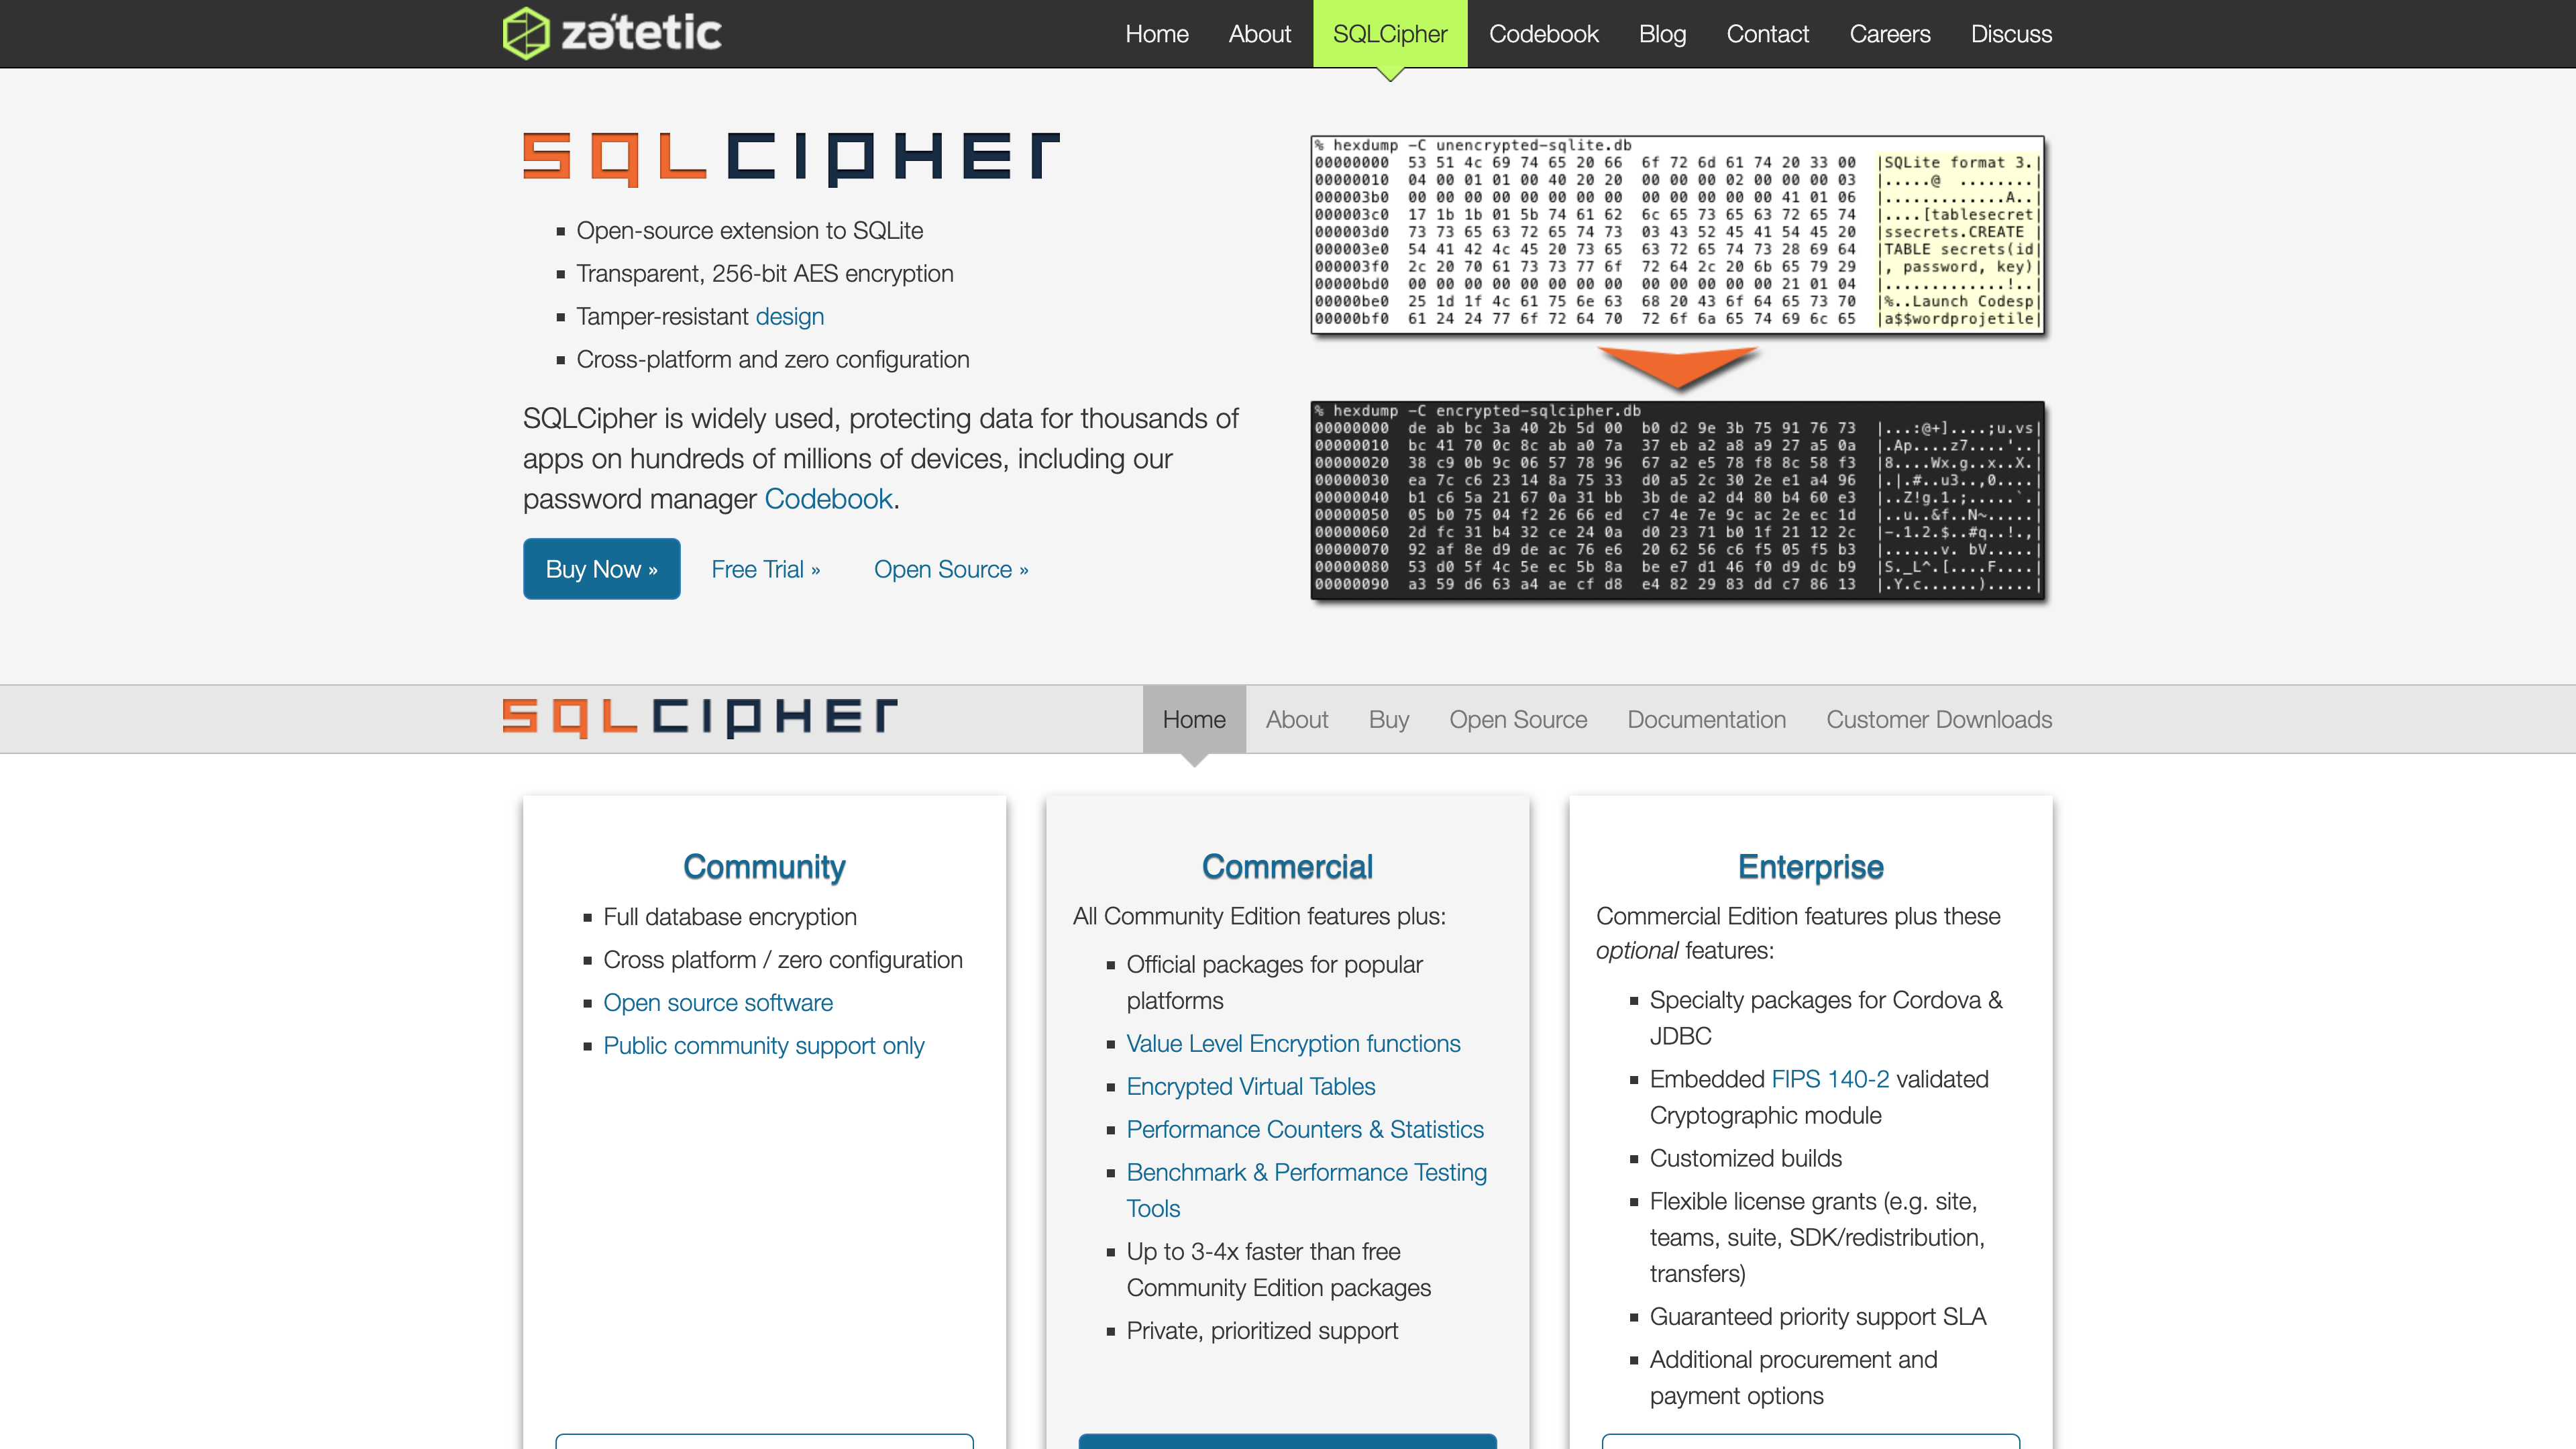 zətetic
Home About SQLCipher Codebook Blog Contact Careers Discuss
SQLCIPHER
Open-source extension to SQLite
Transparent, 256-bit AES encryption
Tamper-resistant design
Cross-platform and zero configuration
SQLCipher is widely used, protecting data for thousands of
apps on hundreds of millions of devices, including our
password manager Codebook.
Buy Now » Free Trial » Open Source »
% hexdump -C unencrypted-sqlite.db
00000000 53 51 4c 69 74 65 20 66 6f 72 6d 61 74 20 33 00 |SQLite format 3.|
00000010 04 00 01 01 00 40 20 20 00 00 00 02 00 00 00 03 |.....@ ........|
000003b0 00 00 00 00 00 00 00 00 00 00 00 00 00 41 01 06 |.............A..|
000003c0 17 1b 1b 01 5b 74 61 62 6c 65 73 65 63 72 65 74 |....[tablesecret|
000003d0 73 73 65 63 72 65 74 73 03 43 52 45 41 54 45 20 |ssecrets.CREATE |
000003e0 54 41 42 4c 45 20 73 65 63 72 65 74 73 28 69 64 |TABLE secrets(id|
000003f0 2c 20 70 61 73 73 77 6f 72 64 2c 20 6b 65 79 29 |, password, key)|
00000bd0 00 00 00 00 00 00 00 00 00 00 00 00 00 21 01 04 |.............!..|
00000be0 25 1d 1f 4c 61 75 6e 63 68 20 43 6f 64 65 73 70 |%..Launch Codesp|
00000bf0 61 24 24 77 6f 72 64 70 72 6f 6a 65 74 69 6c 65 |a$$wordprojetile|
% hexdump -C encrypted-sqlcipher.db
00000000 de ab bc 3a 40 2b 5d 00 b0 d2 9e 3b 75 91 76 73 |...:@+]....;u.vs|
00000010 bc 41 70 0c 8c ab a0 7a 37 eb a2 a8 a9 27 a5 0a |.Ap....z7....'..|
00000020 38 c9 0b 9c 06 57 78 96 67 a2 e5 78 f8 8c 58 f3 |8....Wx.g..x..X.|
00000030 ea 7c c6 23 14 8a 75 33 d0 a5 2c 30 2e e1 a4 96 |.|.#..u3..,0....|
00000040 b1 c6 5a 21 67 0a 31 bb 3b de a2 d4 80 b4 60 e3 |..Z!g.1.;.....`.|
00000050 05 b0 75 04 f2 26 66 ed c7 4e 7e 9c ac 2e ec 1d |..u..&f..N~.....|
00000060 2d fc 31 b4 32 ce 24 0a d0 23 71 b0 1f 21 12 2c |-.1.2.$..#q..!.,|
00000070 92 af 8e d9 de ac 76 e6 20 62 56 c6 f5 05 f5 b3 |......v. bV.....|
00000080 53 d0 5f 4c 5e ec 5b 8a be e7 d1 46 f0 d9 dc b9 |S._L^.[....F....|
00000090 a3 59 d6 63 a4 ae cf d8 e4 82 29 83 dd c7 86 13 |.Y.c......).....|
SQLCIPHER
Home About Buy Open Source Documentation Customer Downloads
Community
Full database encryption
Cross platform / zero configuration
Open source software
Public community support only
Commercial
All Community Edition features plus:
Official packages for popular
platforms
Value Level Encryption functions
Encrypted Virtual Tables
Performance Counters & Statistics
Benchmark & Performance Testing
Tools
Up to 3-4x faster than free
Community Edition packages
Private, prioritized support
Enterprise
Commercial Edition features plus these
optional features:
Specialty packages for Cordova &
JDBC
Embedded FIPS 140-2 validated
Cryptographic module
Customized builds
Flexible license grants (e.g. site,
teams, suite, SDK/redistribution,
transfers)
Guaranteed priority support SLA
Additional procurement and
payment options